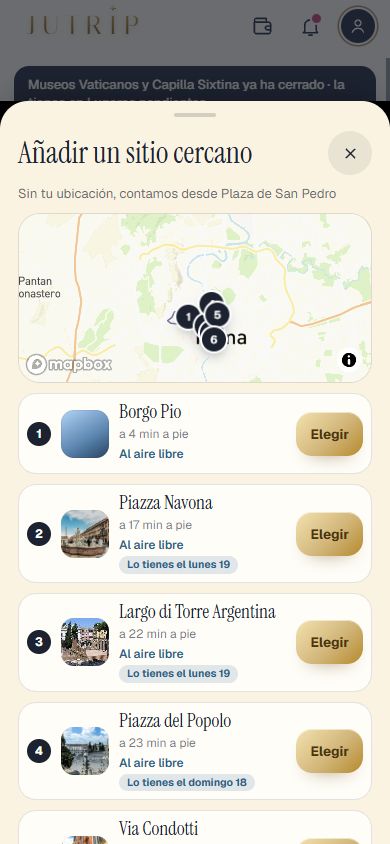 JUTRIP
Museos Vaticanos y Capilla Sixtina ya ha cerrado · la
Añadir un sitio cercano
Sin tu ubicación, contamos desde Plaza de San Pedro
Pantan
onastero
1
5
6
ma
mapbox
1
Borgo Pio
a 4 min a pie
Al aire libre
Elegir
2
Piazza Navona
a 17 min a pie
Al aire libre
Lo tienes el lunes 19
Elegir
3
Largo di Torre Argentina
a 22 min a pie
Al aire libre
Lo tienes el lunes 19
Elegir
4
Piazza del Popolo
a 23 min a pie
Al aire libre
Lo tienes el domingo 18
Elegir
Via Condotti